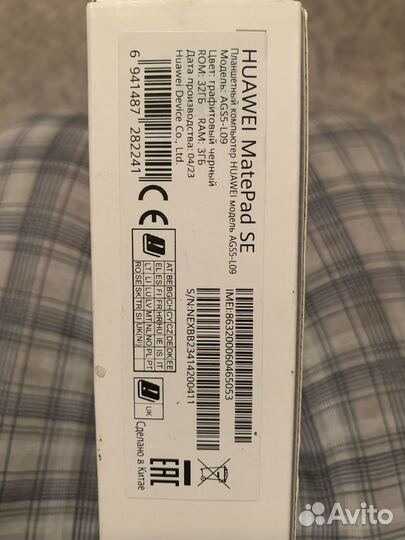 HUAWEI MatePad SE
Планшетный компьютер HUAWEI модель AGS5-L09
Модель: AGS5-L09
Цвет: графитовый черный
ROM: 32ГБ RAM: 3ГБ
Дата производства: 04/23
Huawei Device Co., Ltd.
6 941487 282241
IMEI:863200060465053
S/N:NEXBB23414200411
CE
AT BE BG CH CY CZ DE DK EE
EL ES FI FR HR HU IE IS IT
LT LI LU LV MT NL NO PL PT
RO SE SK TR SI UK(NI)
UK
Сделано в Китае
EAC
Avito